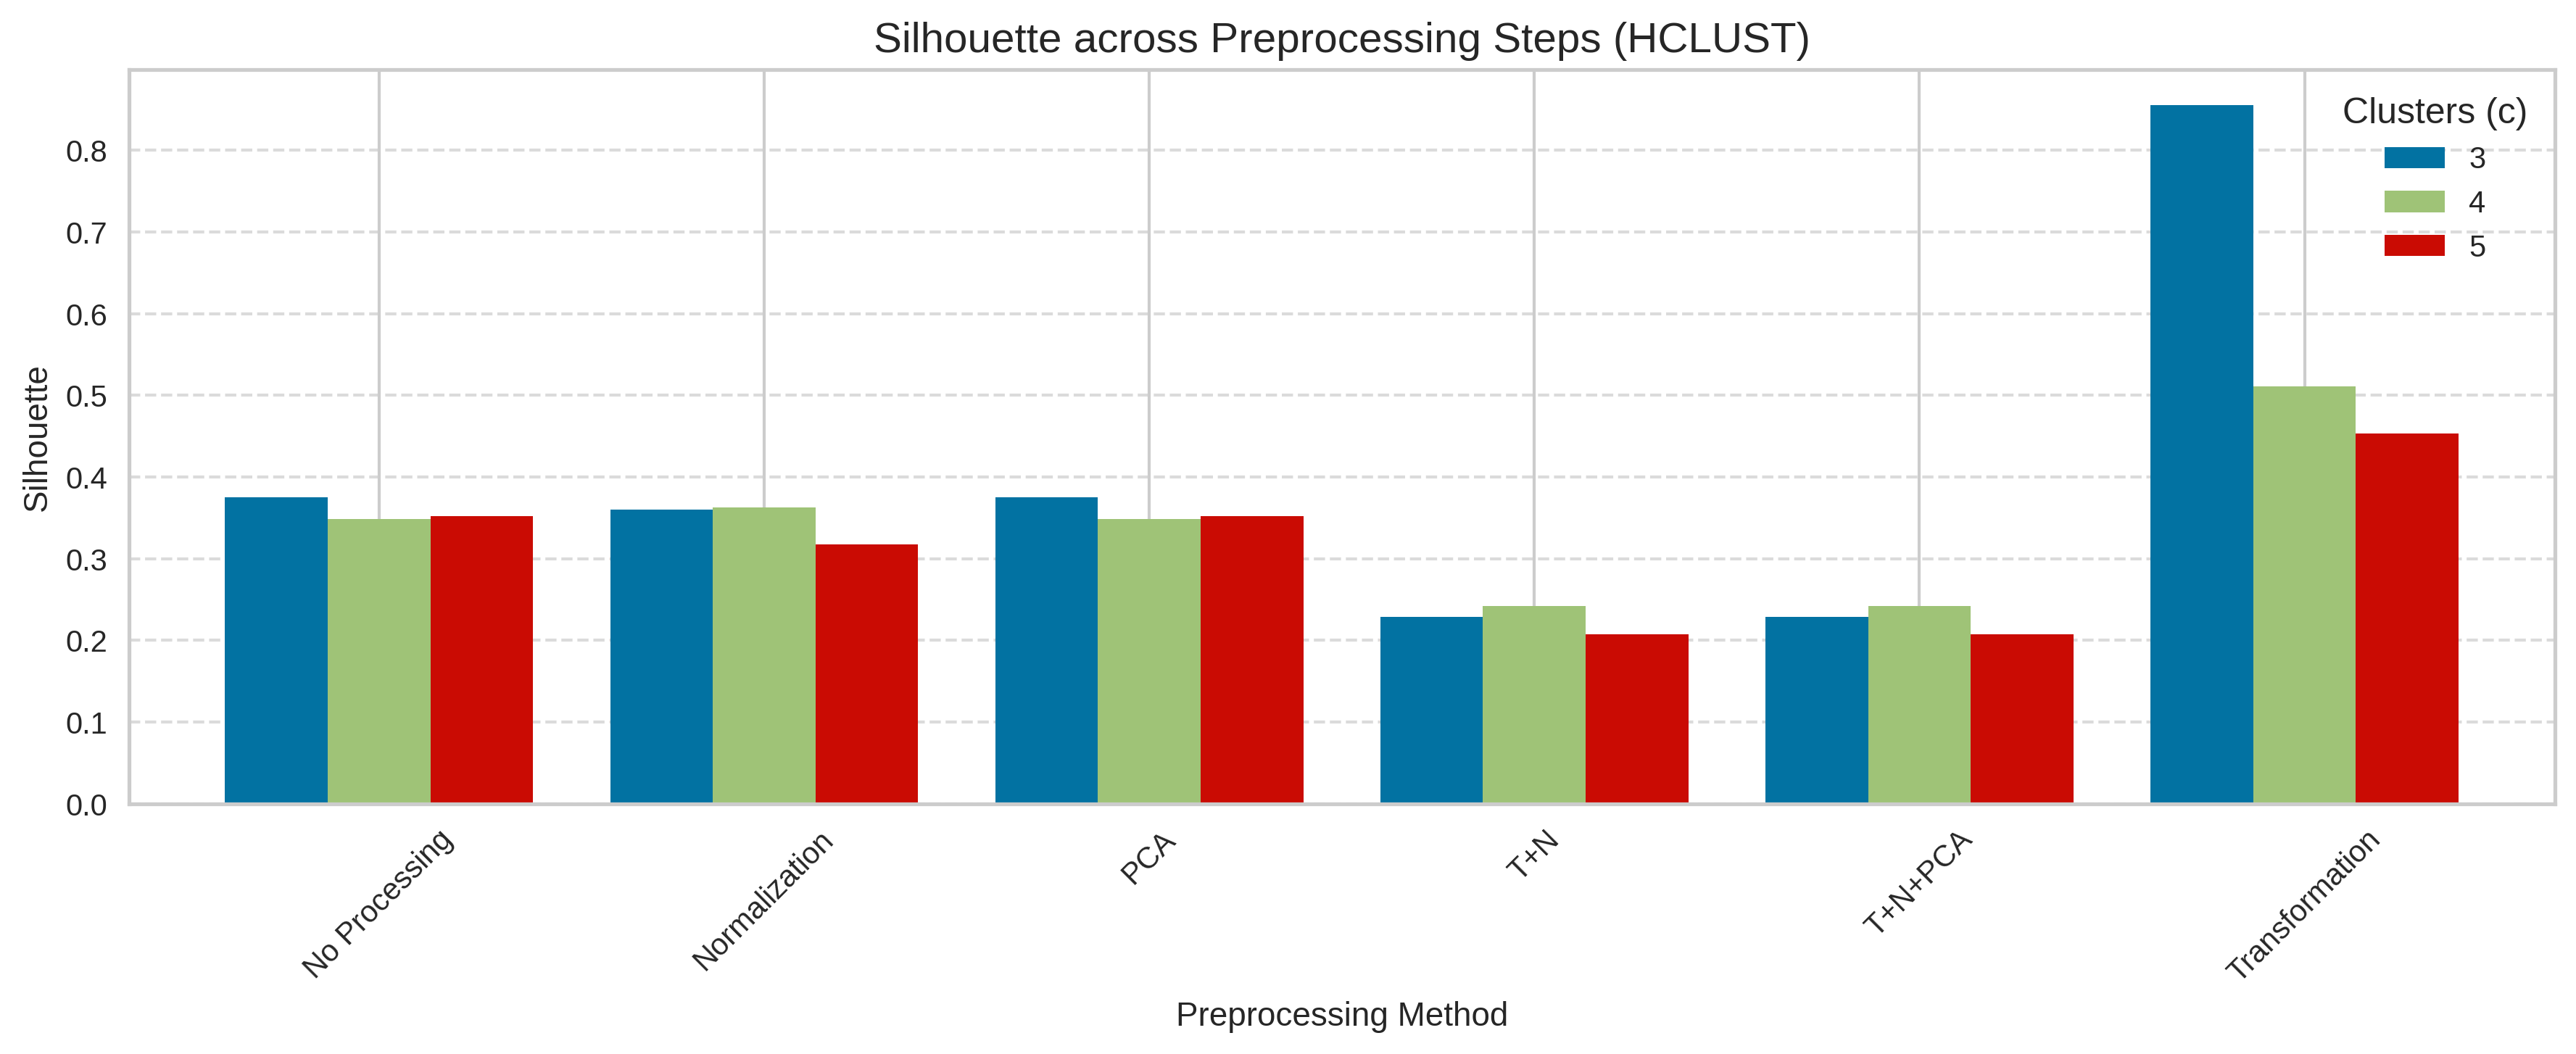 Silhouette across Preprocessing Steps (HCLUST)
Clusters (c)
3
4
5
Silhouette
0.8
0.7
0.6
0.5
0.4
0.3
0.2
0.1
0.0
No Processing
Normalization
PCA
T+N
T+N+PCA
Transformation
Preprocessing Method